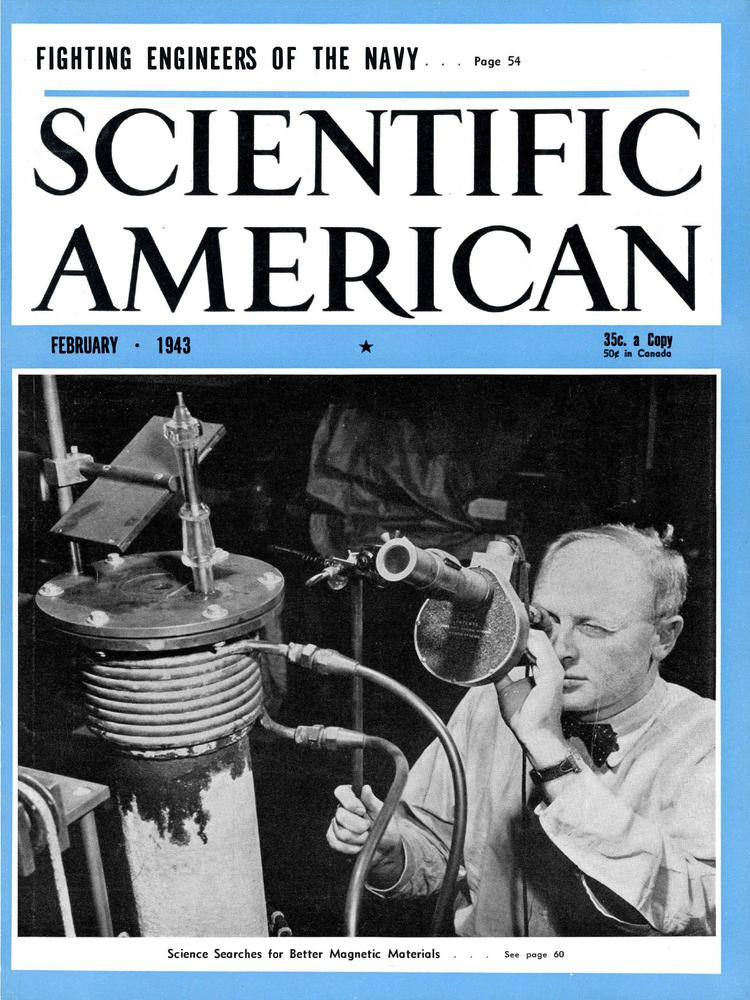 FIGHTING ENGINEERS OF THE NAVY . . . Page 54
SCIENTIFIC
AMERICAN
FEBRUARY · 1943
★
35c. a Copy
50¢ in Canada
Science Searches for Better Magnetic Materials . . . See page 60